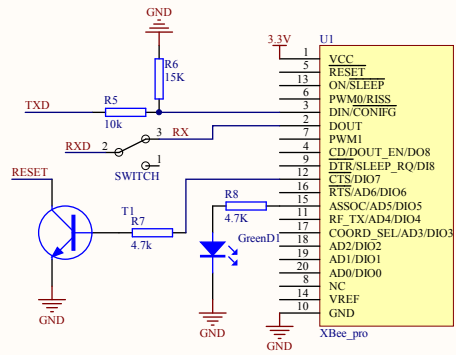 GND
U1
3.3V
1 VCC
5 RESET
13 ON/SLEEP
6 PWM0/RISS
3 DIN/CONIFG
2 DOUT
7 PWM1
4 CD/DOUT_EN/DO8
9 DTR/SLEEP_RQ/DI8
12 CTS/DIO7
16 RTS/AD6/DIO6
15 ASSOC/AD5/DIO5
11 RF_TX/AD4/DIO4
17 COORD_SEL/AD3/DIO3
18 AD2/DIO2
19 AD1/DIO1
20 AD0/DIO0
8 NC
14 VREF
10 GND
XBee_pro
R6
15K
TXD
R5
10k
RXD
2
3
RX
1
SWITCH
RESET
T1
R7
4.7k
R8
4.7K
GreenD1
GND
GND
GND